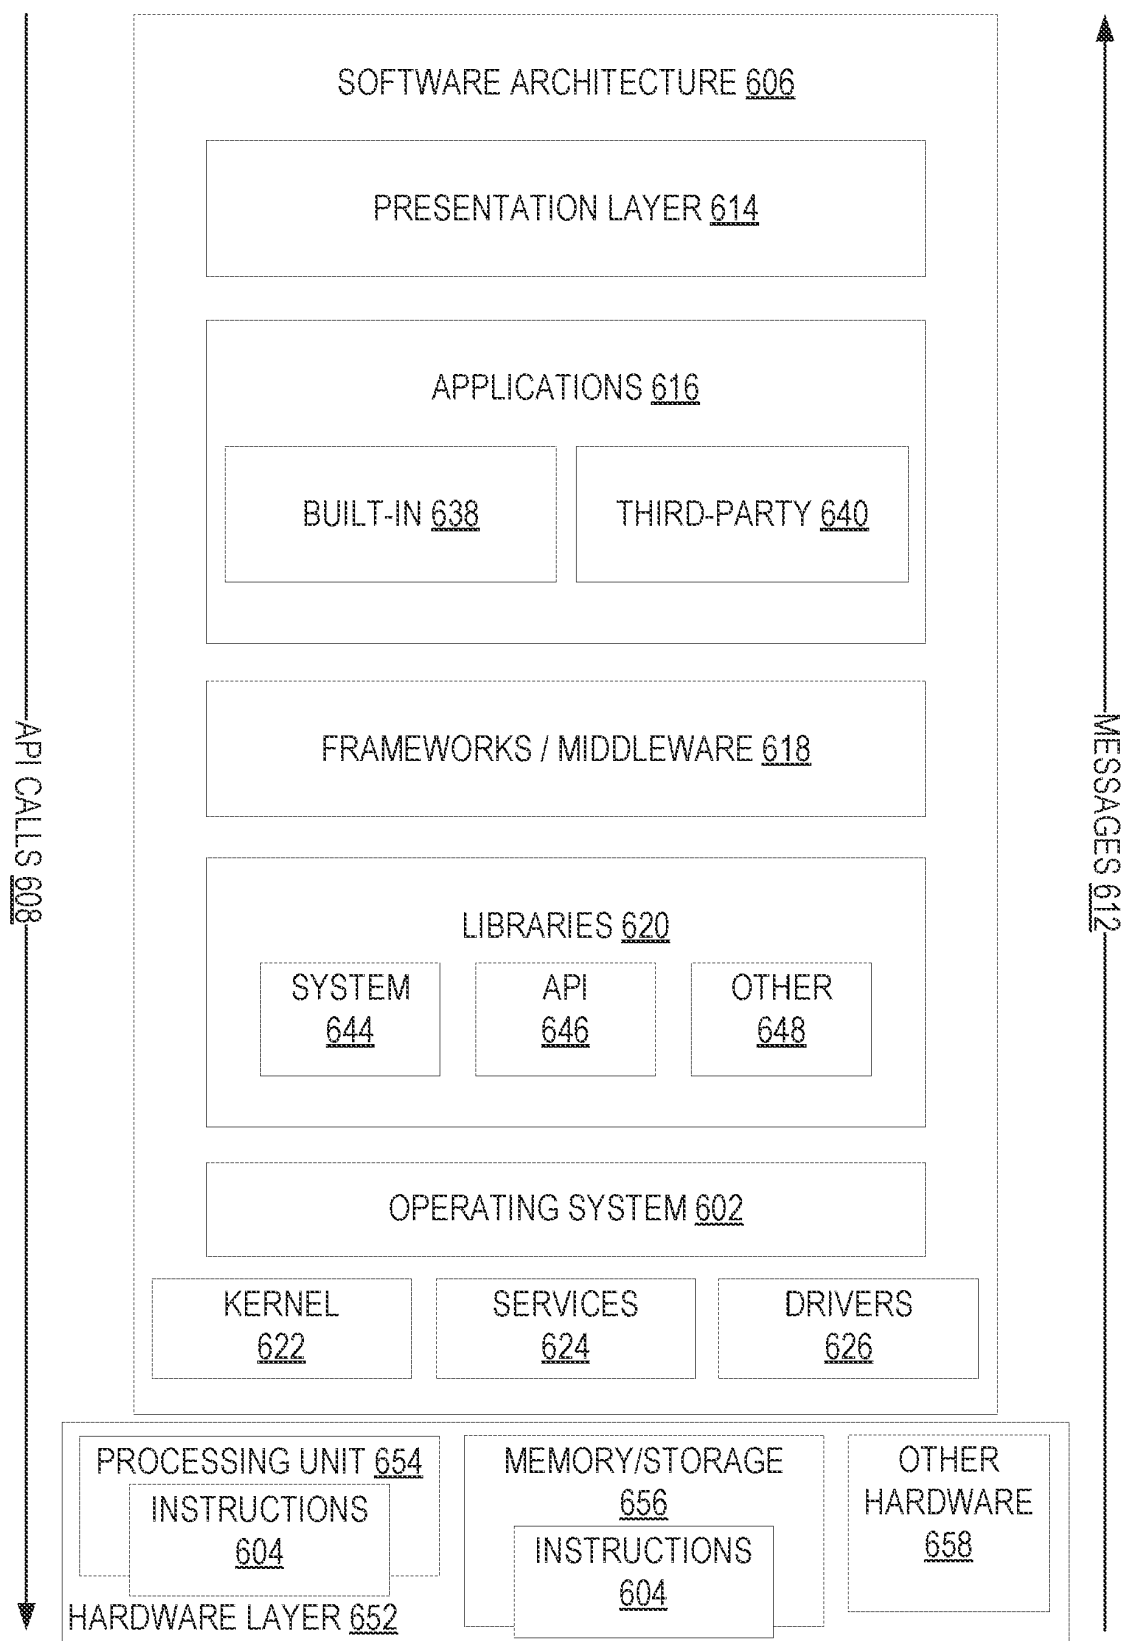 SOFTWARE ARCHITECTURE 606
PRESENTATION LAYER 614
APPLICATIONS 616
BUILT-IN 638
THIRD-PARTY 640
FRAMEWORKS / MIDDLEWARE 618
API CALLS 608
MESSAGES 612
LIBRARIES 620
SYSTEM
644
API
646
OTHER
648
OPERATING SYSTEM 602
KERNEL
622
SERVICES
624
DRIVERS
626
PROCESSING UNIT 654
INSTRUCTIONS
604
MEMORY/STORAGE
656
INSTRUCTIONS
604
OTHER
HARDWARE
658
HARDWARE LAYER 652